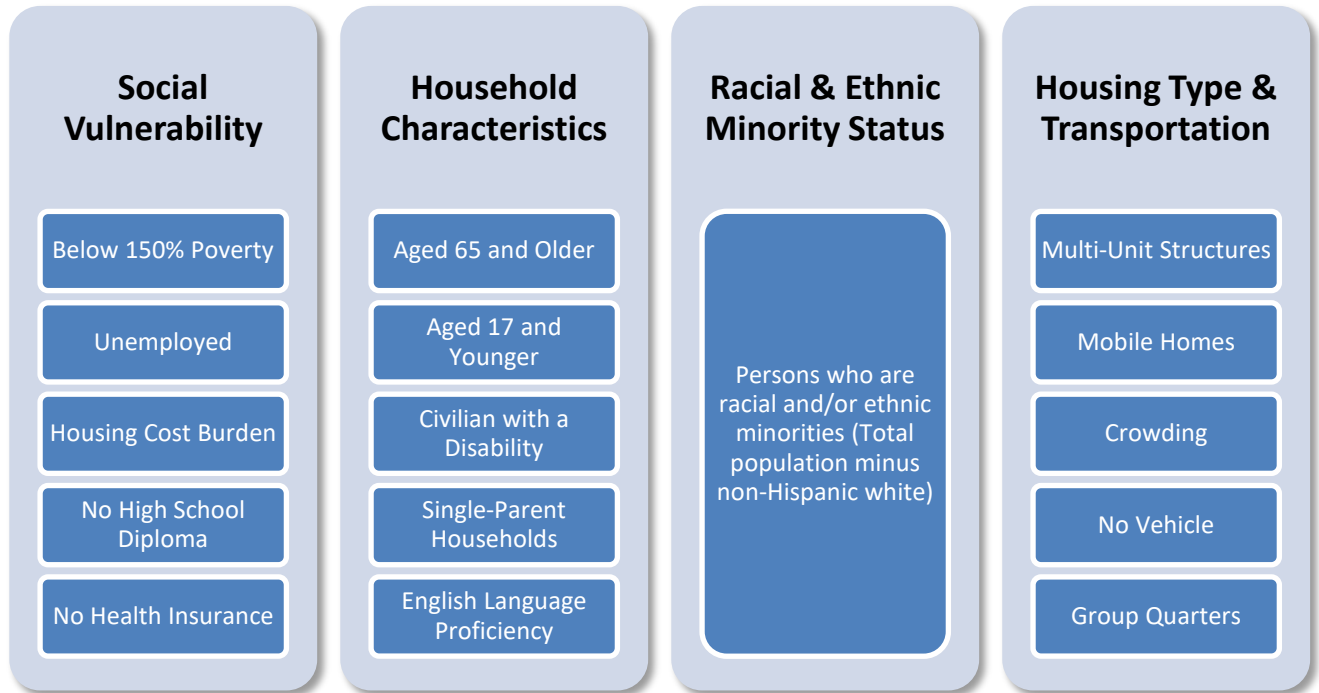 Social
Vulnerability
Below 150% Poverty
Unemployed
Housing Cost Burden
No High School
Diploma
No Health Insurance
Household
Characteristics
Aged 65 and Older
Aged 17 and
Younger
Civilian with a
Disability
Single-Parent
Households
English Language
Proficiency
Racial & Ethnic
Minority Status
Persons who are
racial and/or ethnic
minorities (Total
population minus
non-Hispanic white)
Housing Type &
Transportation
Multi-Unit Structures
Mobile Homes
Crowding
No Vehicle
Group Quarters